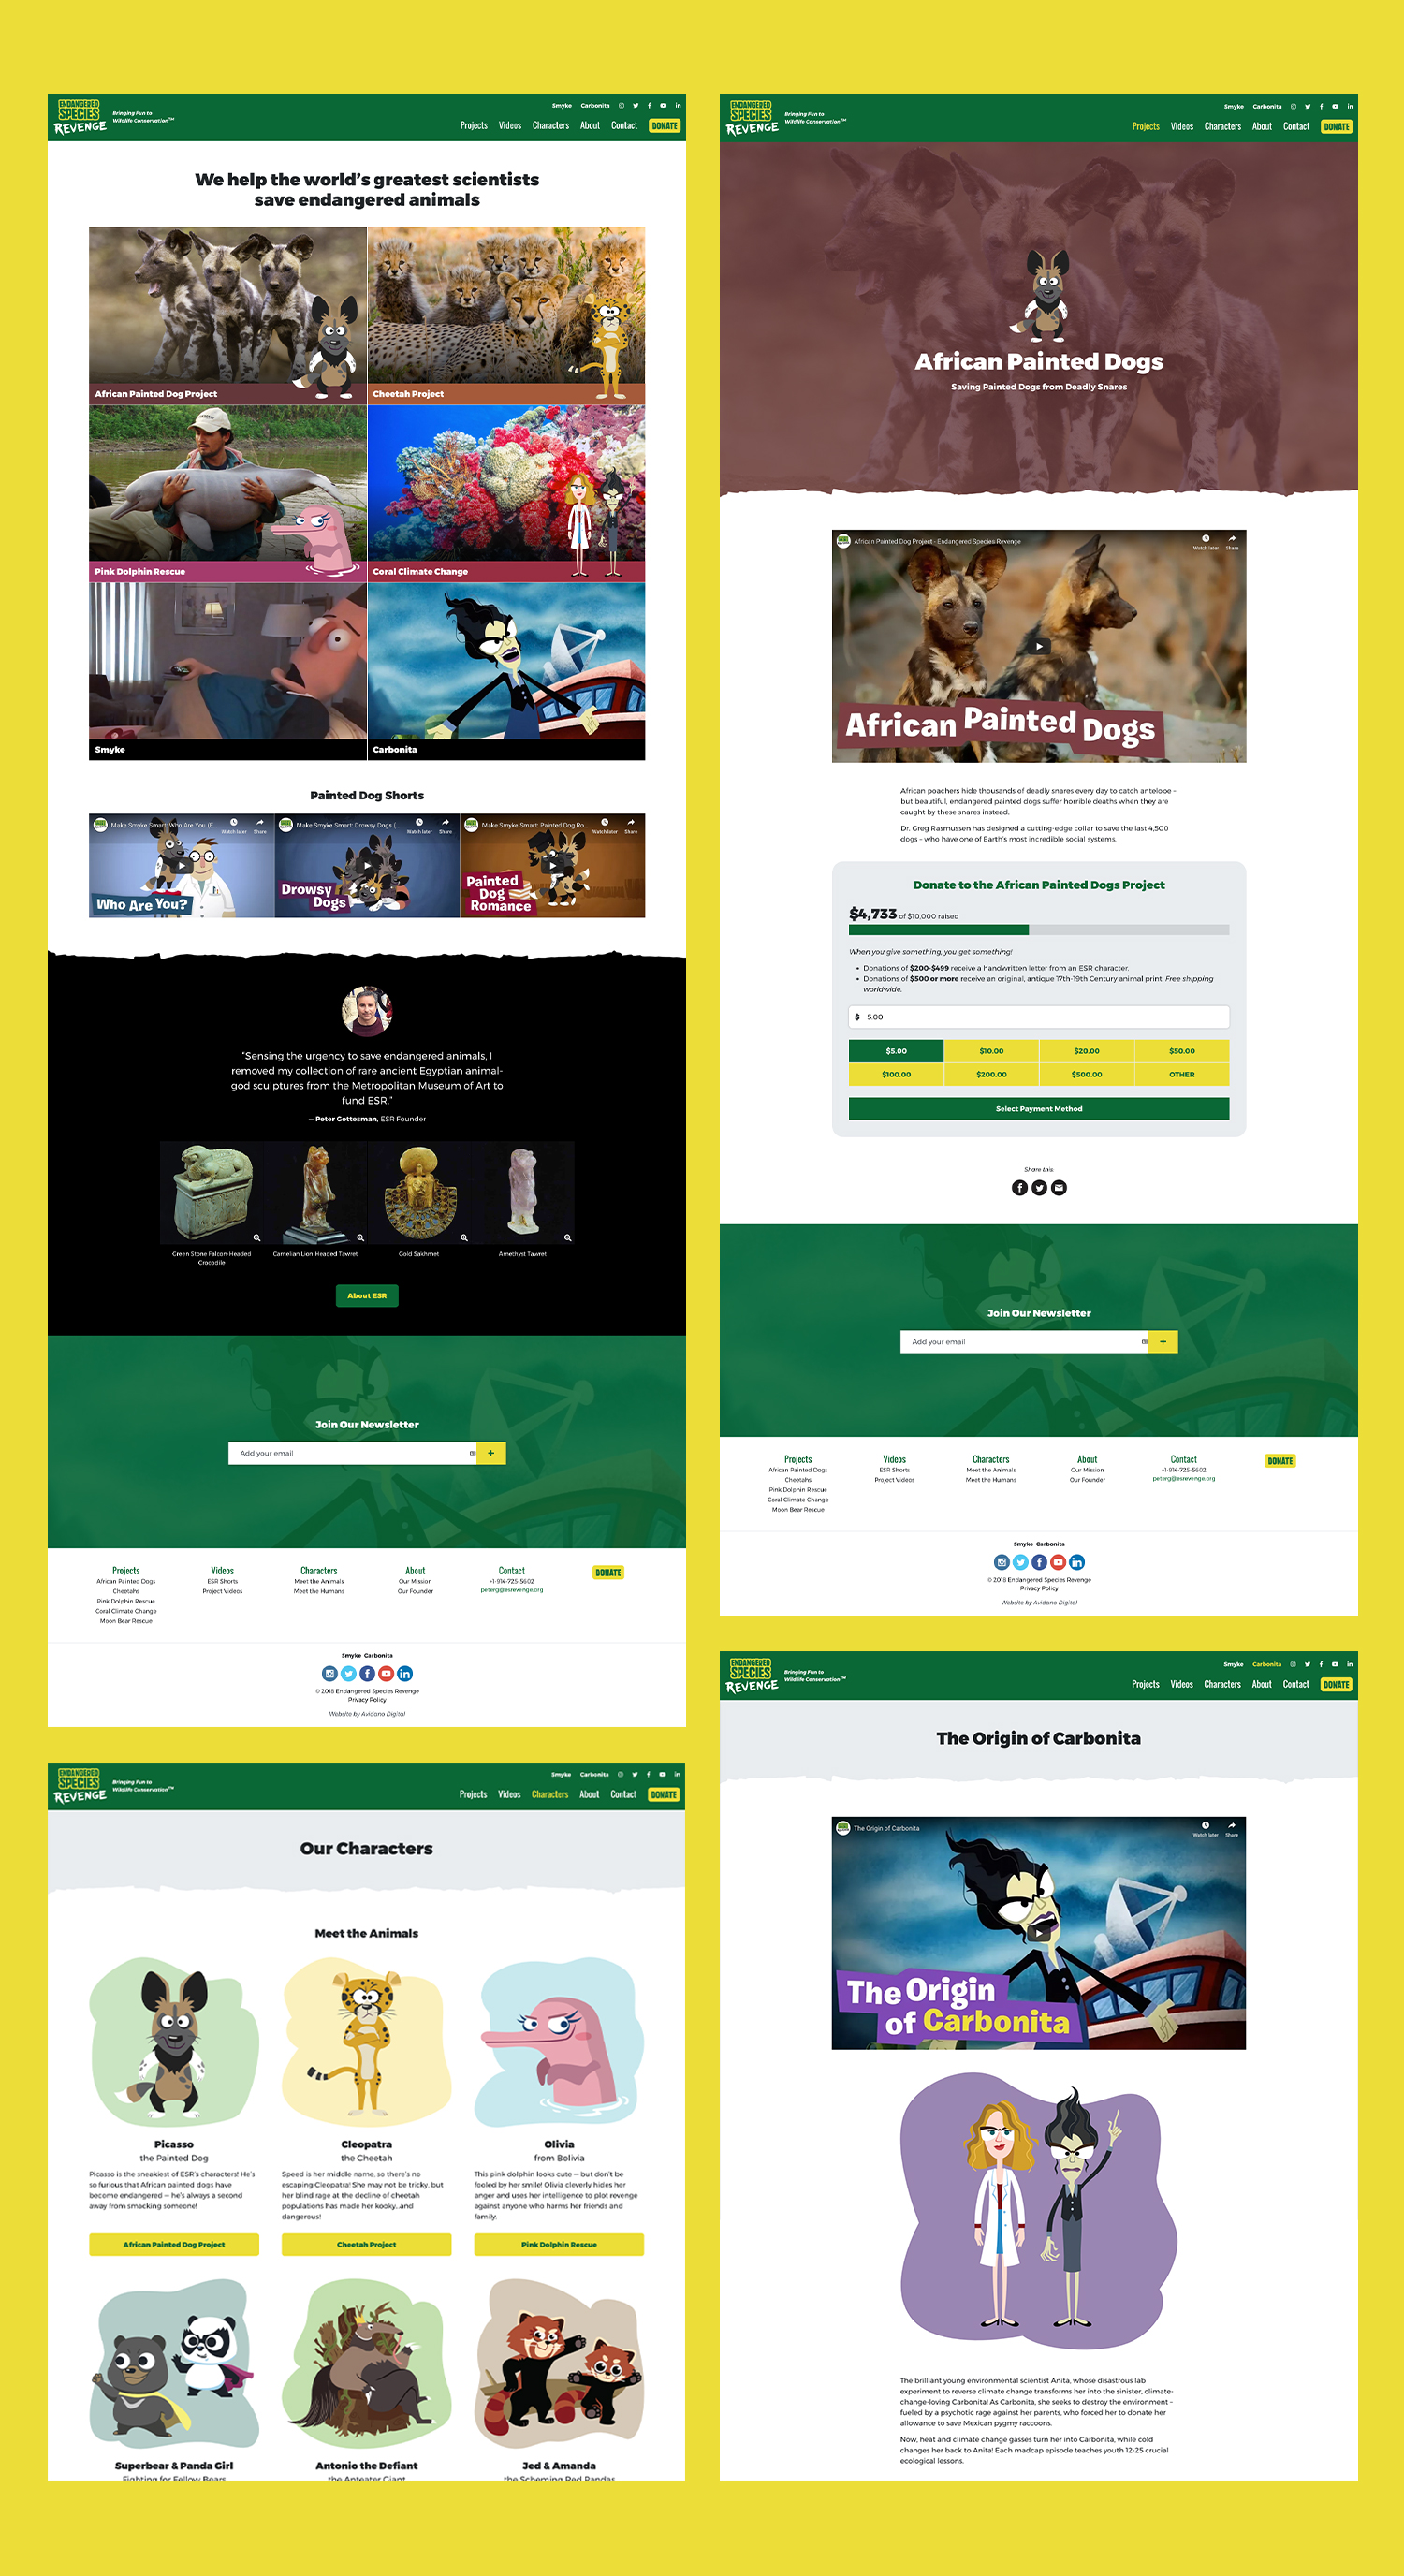 ENDANGERED
SPECIES
REVENGE
Bringing Fun to
Wildlife Conservation™
Smyke Carbonita
Projects Videos Characters About Contact DONATE
We help the world's greatest scientists
save endangered animals
African Painted Dog Project
Cheetah Project
Pink Dolphin Rescue
Coral Climate Change
Smyke
Carbonita
Painted Dog Shorts
Make Smyke Smart: Who Are You (E...
Watch later Share
Who Are You?
Make Smyke Smart: Drowsy Dogs (...
Watch later Share
Drowsy
Dogs
Make Smyke Smart: Painted Dog Ro...
Watch later Share
Painted
Dog
Romance
"Sensing the urgency to save endangered animals, I
removed my collection of rare ancient Egyptian animal-
god sculptures from the Metropolitan Museum of Art to
fund ESR."
— Peter Gottesman, ESR Founder
Green Stone Falcon-Headed
Crocodile
Carnelian Lion-Headed Tawret
Gold Sakhmet
Amethyst Tawret
About ESR
Join Our Newsletter
Add your email +
Projects
African Painted Dogs
Cheetahs
Pink Dolphin Rescue
Coral Climate Change
Moon Bear Rescue
Videos
ESR Shorts
Project Videos
Characters
Meet the Animals
Meet the Humans
About
Our Mission
Our Founder
Contact
+1-914-725-5602
peterg@esrevenge.org
DONATE
Smyke Carbonita
© 2018 Endangered Species Revenge
Privacy Policy
Website by Avidano Digital
ENDANGERED
SPECIES
REVENGE
Bringing Fun to
Wildlife Conservation™
Smyke Carbonita
Projects Videos Characters About Contact DONATE
Our Characters
Meet the Animals
Picasso
the Painted Dog
Picasso is the sneakiest of ESR's characters! He's
so furious that African painted dogs have
become endangered — he's always a second
away from smacking someone!
African Painted Dog Project
Cleopatra
the Cheetah
Speed is her middle name, so there's no
escaping Cleopatra! She may not be tricky, but
her blind rage at the decline of cheetah
populations has made her kooky...and
dangerous!
Cheetah Project
Olivia
from Bolivia
This pink dolphin looks cute — but don't be
fooled by her smile! Olivia cleverly hides her
anger and uses her intelligence to plot revenge
against anyone who harms her friends and
family.
Pink Dolphin Rescue
Superbear & Panda Girl
Fighting for Fellow Bears
Antonio the Defiant
the Anteater Giant
Jed & Amanda
the Scheming Red Pandas
ENDANGERED
SPECIES
REVENGE
Bringing Fun to
Wildlife Conservation™
Smyke Carbonita
Projects Videos Characters About Contact DONATE
African Painted Dogs
Saving Painted Dogs from Deadly Snares
African Painted Dog Project - Endangered Species Revenge
Watch later Share
African Painted Dogs
African poachers hide thousands of deadly snares every day to catch antelope –
but beautiful, endangered painted dogs suffer horrible deaths when they are
caught by these snares instead.
Dr. Greg Rasmussen has designed a cutting-edge collar to save the last 4,500
dogs – who have one of Earth's most incredible social systems.
Donate to the African Painted Dogs Project
$4,733 of $10,000 raised
When you give something, you get something!
• Donations of $200-$499 receive a handwritten letter from an ESR character.
• Donations of $500 or more receive an original, antique 17th-19th Century animal print. Free shipping
worldwide.
$ 5.00
$5.00 $10.00 $20.00 $50.00
$100.00 $200.00 $500.00 OTHER
Select Payment Method
Share this:
Join Our Newsletter
Add your email +
Projects
African Painted Dogs
Cheetahs
Pink Dolphin Rescue
Coral Climate Change
Moon Bear Rescue
Videos
ESR Shorts
Project Videos
Characters
Meet the Animals
Meet the Humans
About
Our Mission
Our Founder
Contact
+1-914-725-5602
peterg@esrevenge.org
DONATE
Smyke Carbonita
© 2018 Endangered Species Revenge
Privacy Policy
Website by Avidano Digital
ENDANGERED
SPECIES
REVENGE
Bringing Fun to
Wildlife Conservation™
Smyke Carbonita
Projects Videos Characters About Contact DONATE
The Origin of Carbonita
The Origin of Carbonita
Watch later Share
The Origin
of Carbonita
The brilliant young environmental scientist Anita, whose disastrous lab
experiment to reverse climate change transforms her into the sinister, climate-
change-loving Carbonita! As Carbonita, she seeks to destroy the environment –
fueled by a psychotic rage against her parents, who forced her to donate her
allowance to save Mexican pygmy raccoons.
Now, heat and climate change gasses turn her into Carbonita, while cold
changes her back to Anita! Each madcap episode teaches youth 12-25 crucial
ecological lessons.